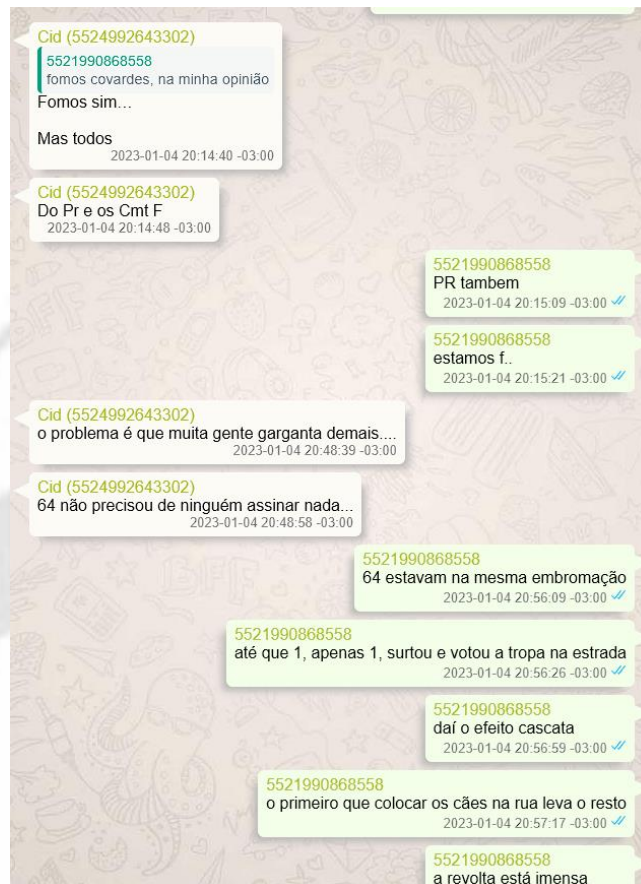 Cid (5524992643302)
5521990868558
fomos covardes, na minha opinião
Fomos sim...
Mas todos
2023-01-04 20:14:40 -03:00
Cid (5524992643302)
Do Pr e os Cmt F
2023-01-04 20:14:48 -03:00
5521990868558
PR tambem
2023-01-04 20:15:09 -03:00
5521990868558
estamos f..
2023-01-04 20:15:21 -03:00
Cid (5524992643302)
o problema é que muita gente garganta demais....
2023-01-04 20:48:39 -03:00
Cid (5524992643302)
64 não precisou de ninguém assinar nada...
2023-01-04 20:48:58 -03:00
5521990868558
64 estavam na mesma embromação
2023-01-04 20:56:09 -03:00
5521990868558
até que 1, apenas 1, surtou e votou a tropa na estrada
2023-01-04 20:56:26 -03:00
5521990868558
daí o efeito cascata
2023-01-04 20:56:59 -03:00
5521990868558
o primeiro que colocar os cães na rua leva o resto
2023-01-04 20:57:17 -03:00
5521990868558
a revolta está imensa